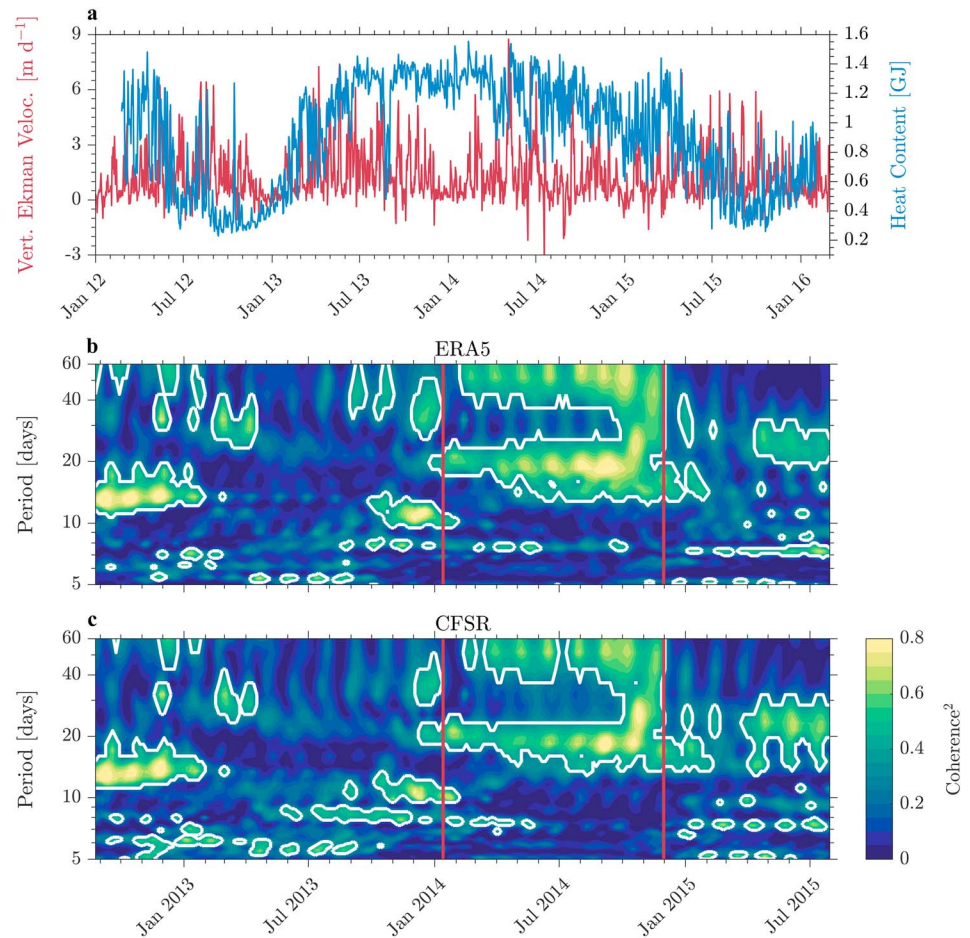 a
Vert. Ekman Veloc. [m d⁻¹]
9
6
3
0
-3
1.6
1.4
1.2
1
0.8
0.6
0.4
0.2
Heat Content [GJ]
Jan 12
Jul 12
Jan 13
Jul 13
Jan 14
Jul 14
Jan 15
Jul 15
Jan 16
b
ERA5
Period [days]
60
40
20
10
5
c
CFSR
Period [days]
60
40
20
10
5
0.8
0.6
0.4
0.2
0
Coherence²
Jan 2013
Jul 2013
Jan 2014
Jul 2014
Jan 2015
Jul 2015